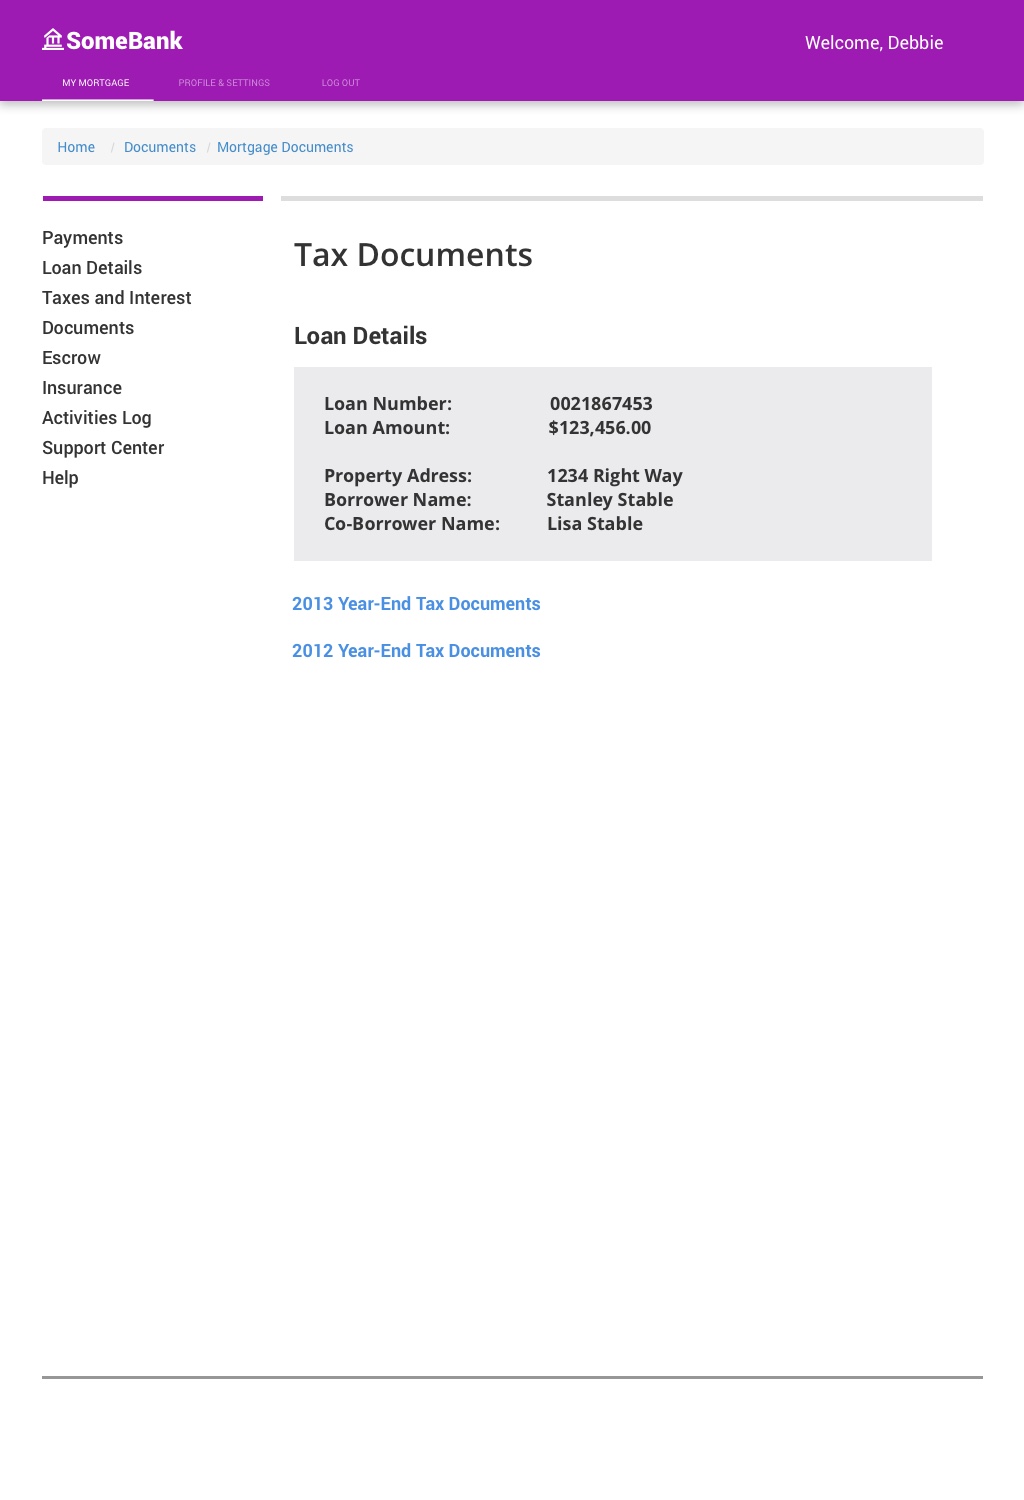 SomeBank
Welcome, Debbie
MY MORTGAGE PROFILE & SETTINGS LOG OUT
Home / Documents / Mortgage Documents
Payments
Loan Details
Taxes and Interest
Documents
Escrow
Insurance
Activities Log
Support Center
Help
Tax Documents
Loan Details
Loan Number: 0021867453
Loan Amount: $123,456.00
Property Adress: 1234 Right Way
Borrower Name: Stanley Stable
Co-Borrower Name: Lisa Stable
2013 Year-End Tax Documents
2012 Year-End Tax Documents